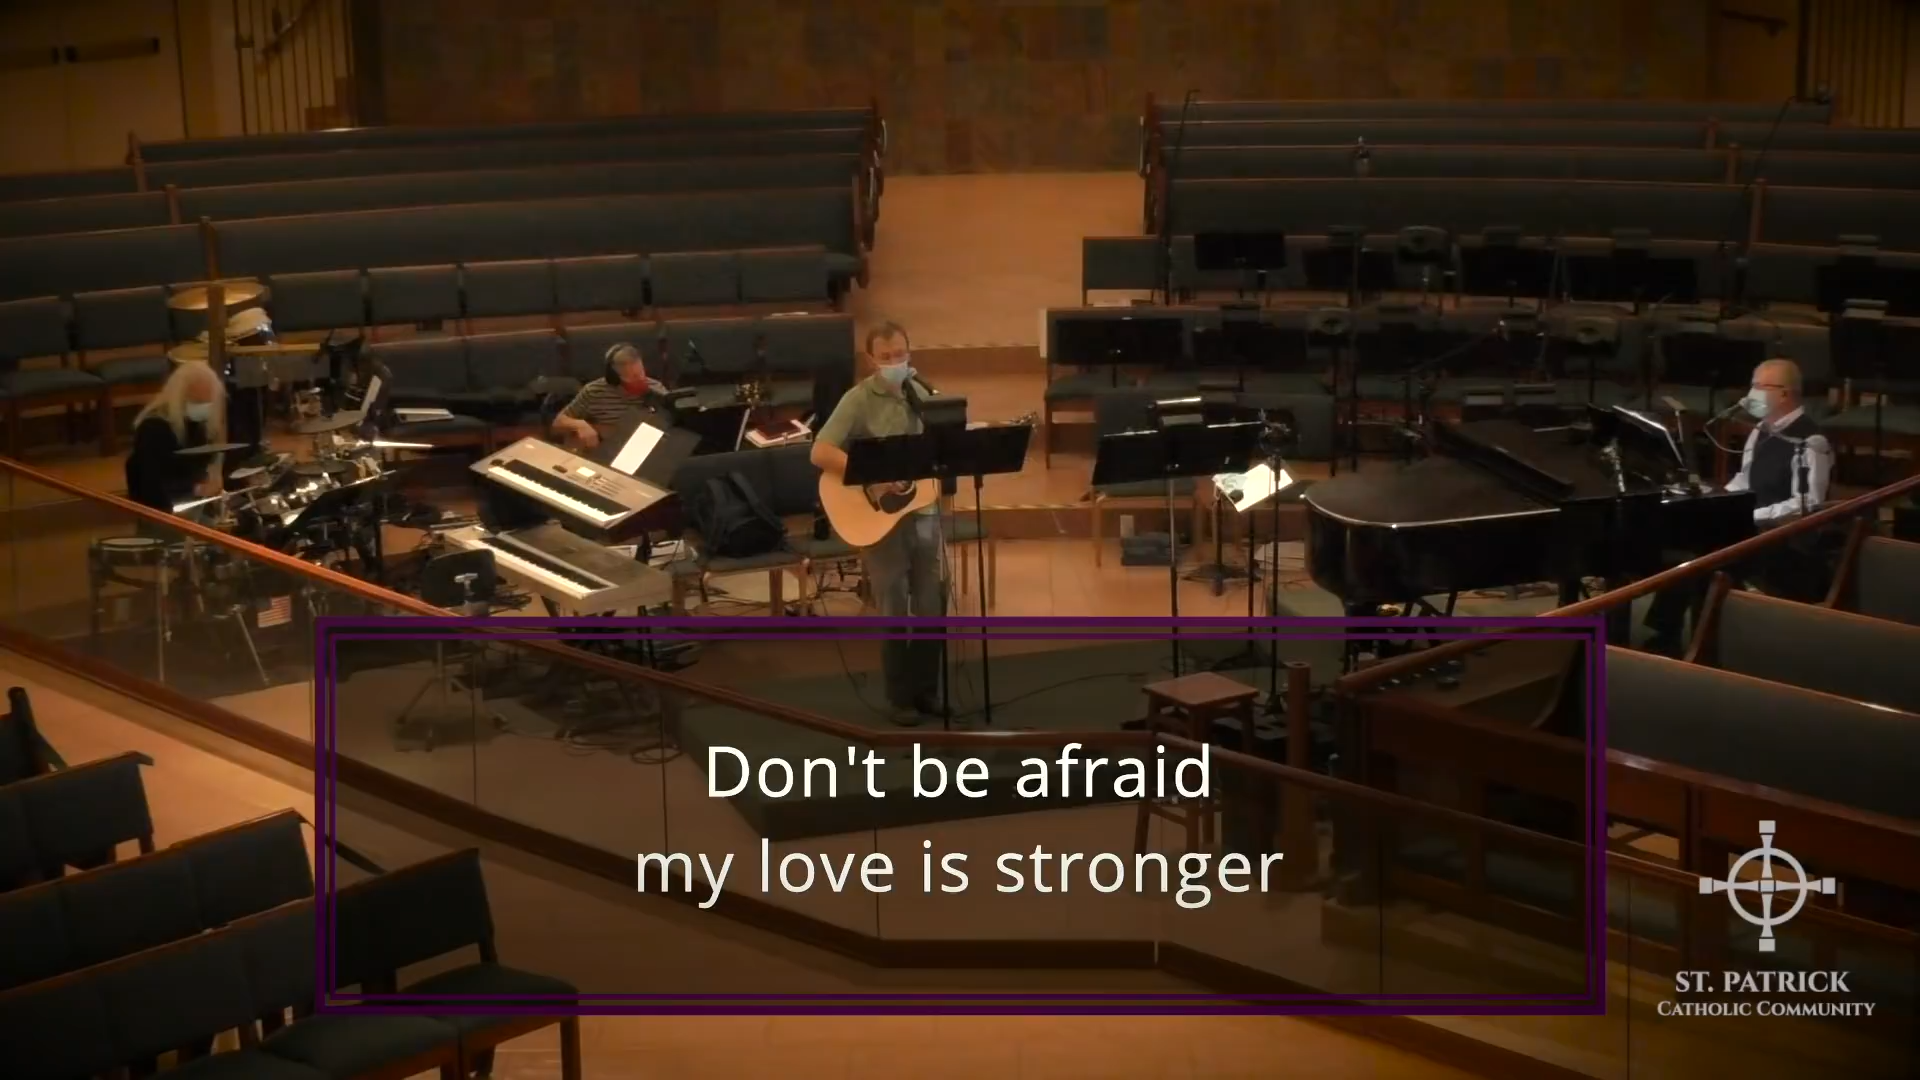 Don't be afraid
my love is stronger
ST. PATRICK
CATHOLIC COMMUNITY